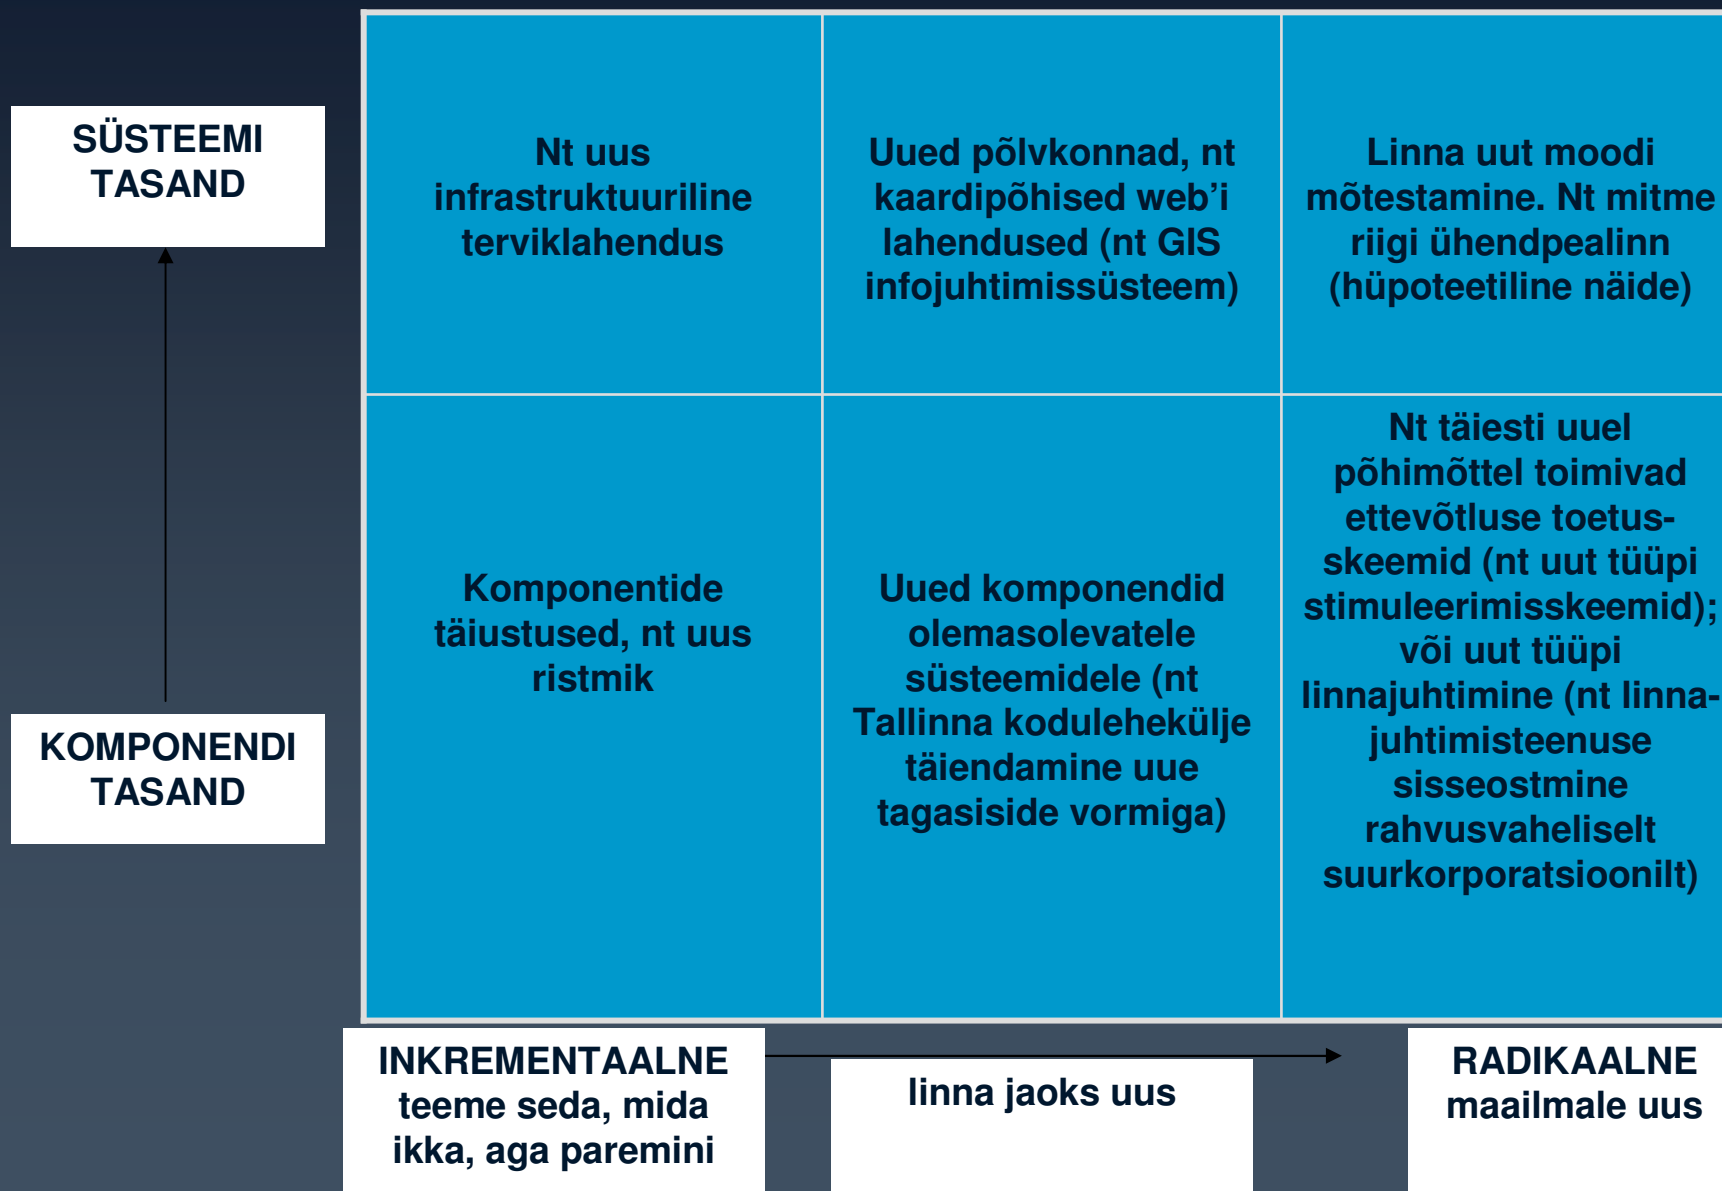 SÜSTEEMI
TASAND
Nt uus
infrastruktuuriline
terviklahendus
Uued põlvkonnad, nt
kaardipõhised web’i
lahendused (nt GIS
infojuhtimissüsteem)
Linna uut moodi
mõtestamine. Nt mitme
riigi ühendpealinn
(hüpoteetiline näide)
KOMPONENDI
TASAND
Komponentide
täiustused, nt uus
ristmik
Uued komponendid
olemasolevatele
süsteemidele (nt
Tallinna kodulehekülje
täiendamine uue
tagasiside vormiga)
Nt täiesti uuel
põhimõttel toimivad
ettevõtluse toetus-
skeemid (nt uut tüüpi
stimuleerimisskeemid);
või uut tüüpi
linnajuhtimine (nt linna-
juhtimisteenuse
sisseostmine
rahvusvaheliselt
suurkorporatsioonilt)
INKREMENTAALNE
teeme seda, mida
ikka, aga paremini
linna jaoks uus
RADIKAALNE
maailmale uus